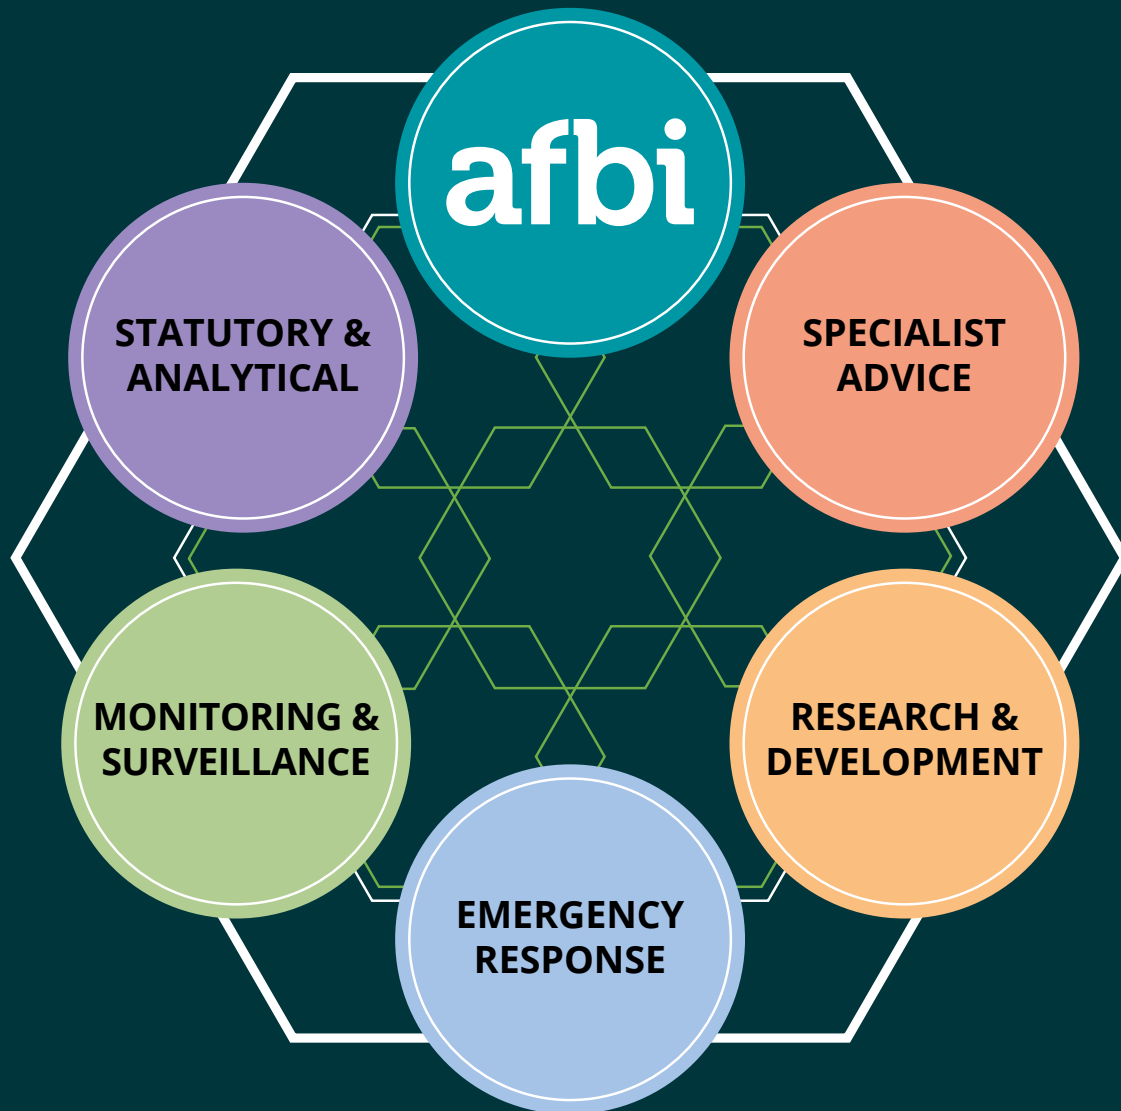 afbi
STATUTORY &
ANALYTICAL
SPECIALIST
ADVICE
MONITORING &
SURVEILLANCE
RESEARCH &
DEVELOPMENT
EMERGENCY
RESPONSE